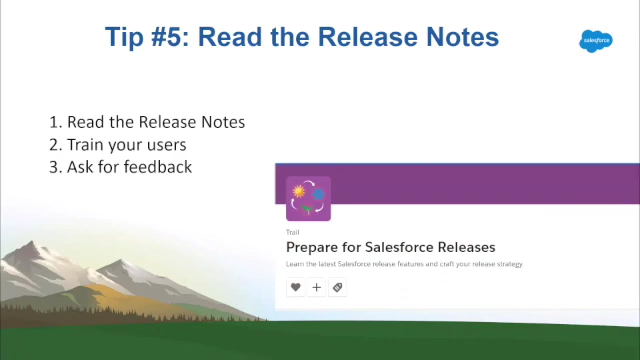 Tip #5: Read the Release Notes
salesforce
1. Read the Release Notes
2. Train your users
3. Ask for feedback
Trail
Prepare for Salesforce Releases
Learn the latest Salesforce release features and craft your release strategy